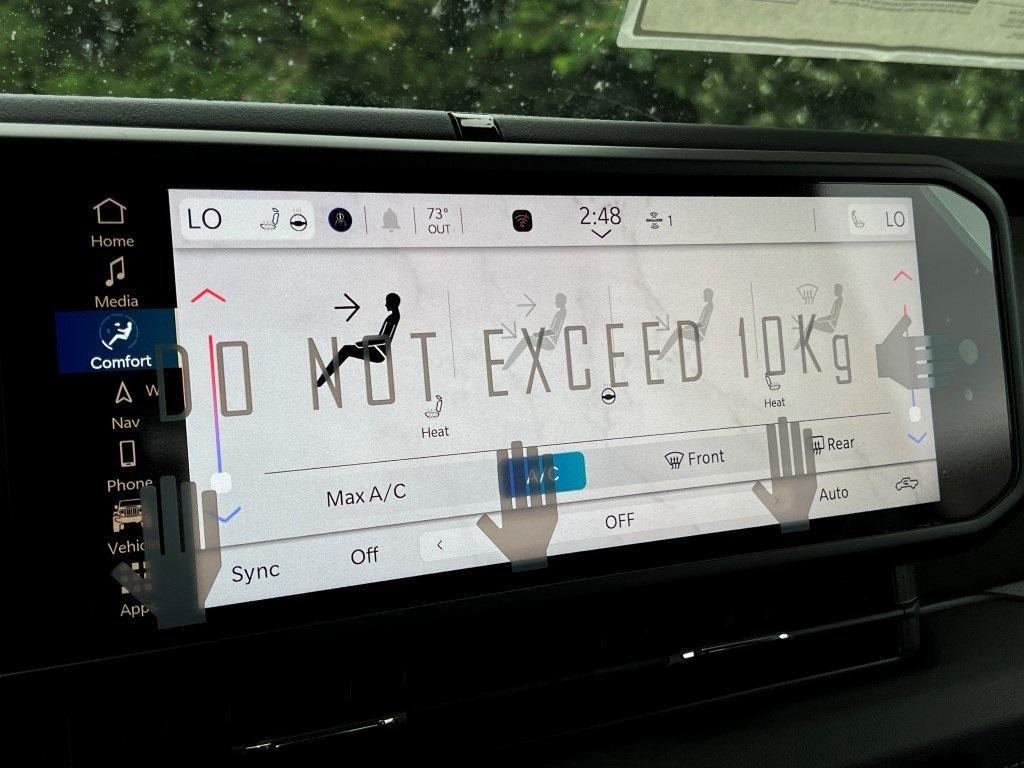 LO 73° OUT 2:48 1 LO
Home
Media
Comfort
DO NOT EXCEED 10Kg
Nav
Heat Heat
Phone
Max A/C A/C Front Rear
Sync Off OFF Auto
Apps